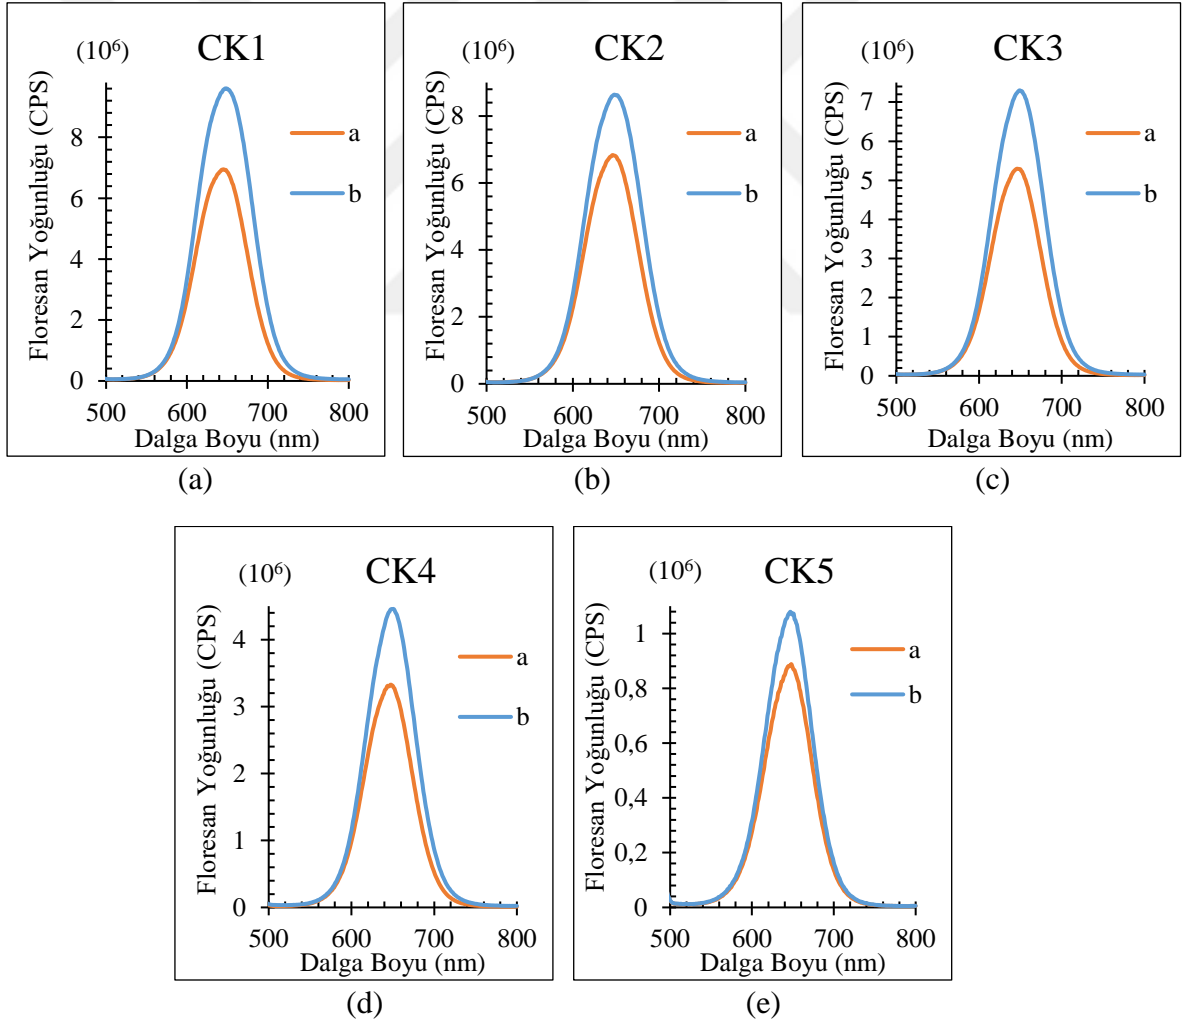 (10⁶) CK1
Floresan Yoğunluğu (CPS)
8
6
4
2
0
a
b
500 600 700 800
Dalga Boyu (nm)
(a)
(10⁶) CK2
Floresan Yoğunluğu (CPS)
8
6
4
2
0
a
b
500 600 700 800
Dalga Boyu (nm)
(b)
(10⁶) CK3
Floresan Yoğunluğu (CPS)
7
6
5
4
3
2
1
0
a
b
500 600 700 800
Dalga Boyu (nm)
(c)
(10⁶) CK4
Floresan Yoğunluğu (CPS)
4
3
2
1
0
a
b
500 600 700 800
Dalga Boyu (nm)
(d)
(10⁶) CK5
Floresan Yoğunluğu (CPS)
1
0,8
0,6
0,4
0,2
0
a
b
500 600 700 800
Dalga Boyu (nm)
(e)